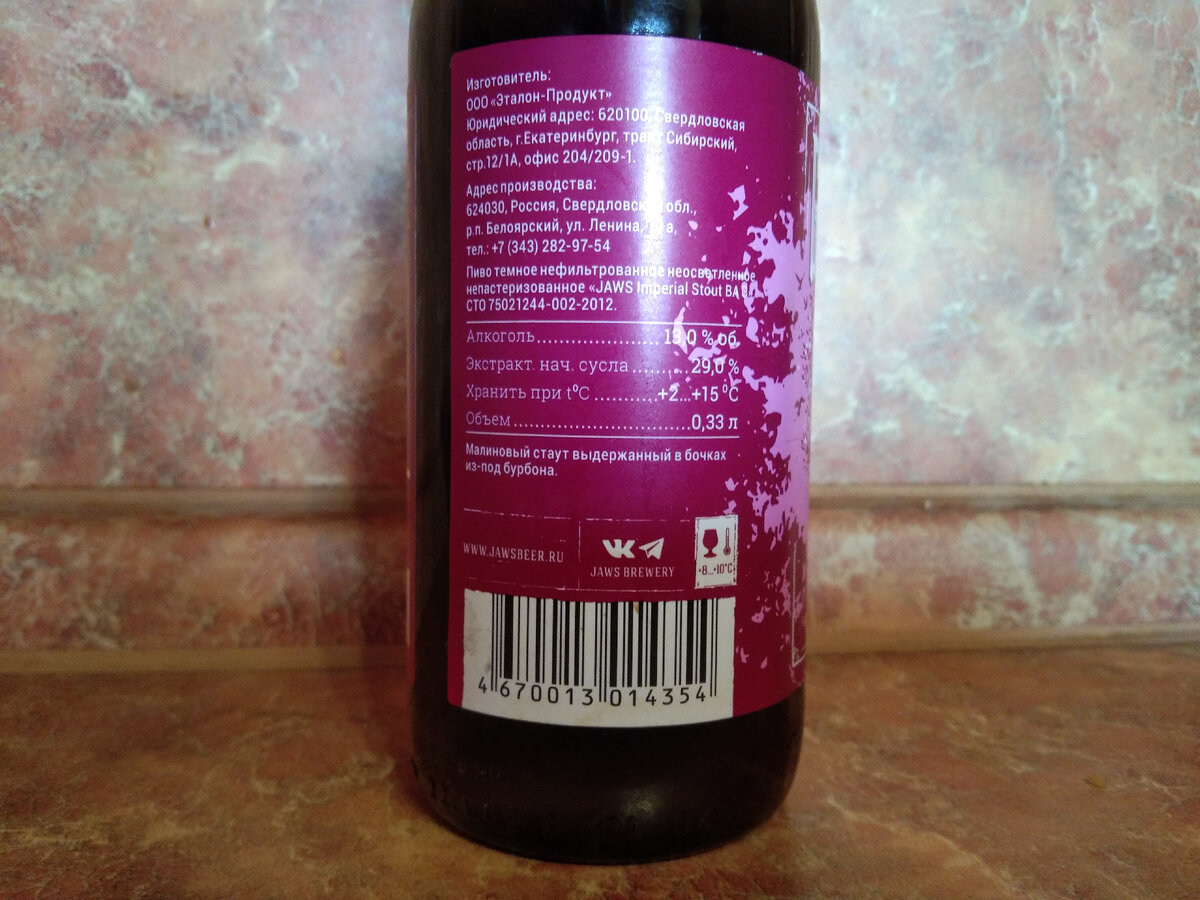 Изготовитель:
ООО «Эталон-Продукт»
Юридический адрес: 620100, Свердловская
область, г.Екатеринбург, тракт Сибирский,
стр.12/1А, офис 204/209-1.
Адрес производства:
624030, Россия, Свердловская обл.,
р.п. Белоярский, ул. Ленина,
тел.: +7 (343) 282-97-54
Пиво темное нефильтрованное неосветленное
непастеризованное «JAWS Imperial Stout BA
СТО 75021244-002-2012.
Алкоголь.....................13,0 % об.
Экстракт. нач. сусла..........29,0 %
Хранить при t⁰C ...........+2...+15 ⁰C
Объем..............................0,33 л
Малиновый стаут выдержанный в бочках
из-под бурбона.
WWW.JAWSBEER.RU
JAWS BREWERY
+8...+10°C
4 670013 014354